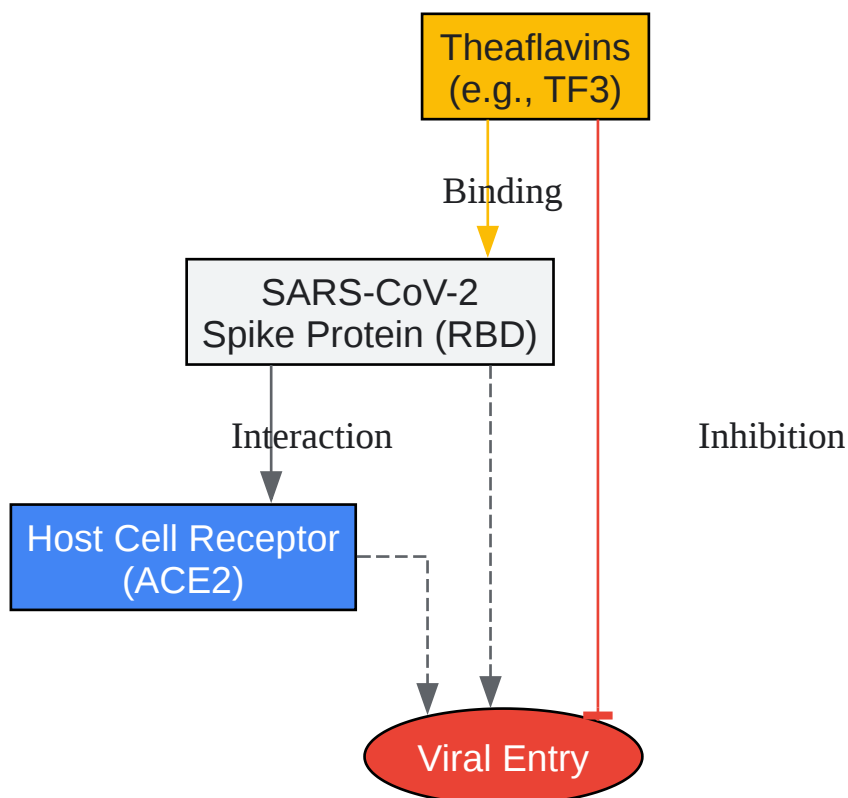 Theaflavins
(e.g., TF3)
Binding
SARS-CoV-2
Spike Protein (RBD)
Interaction
Inhibition
Host Cell Receptor
(ACE2)
Viral Entry